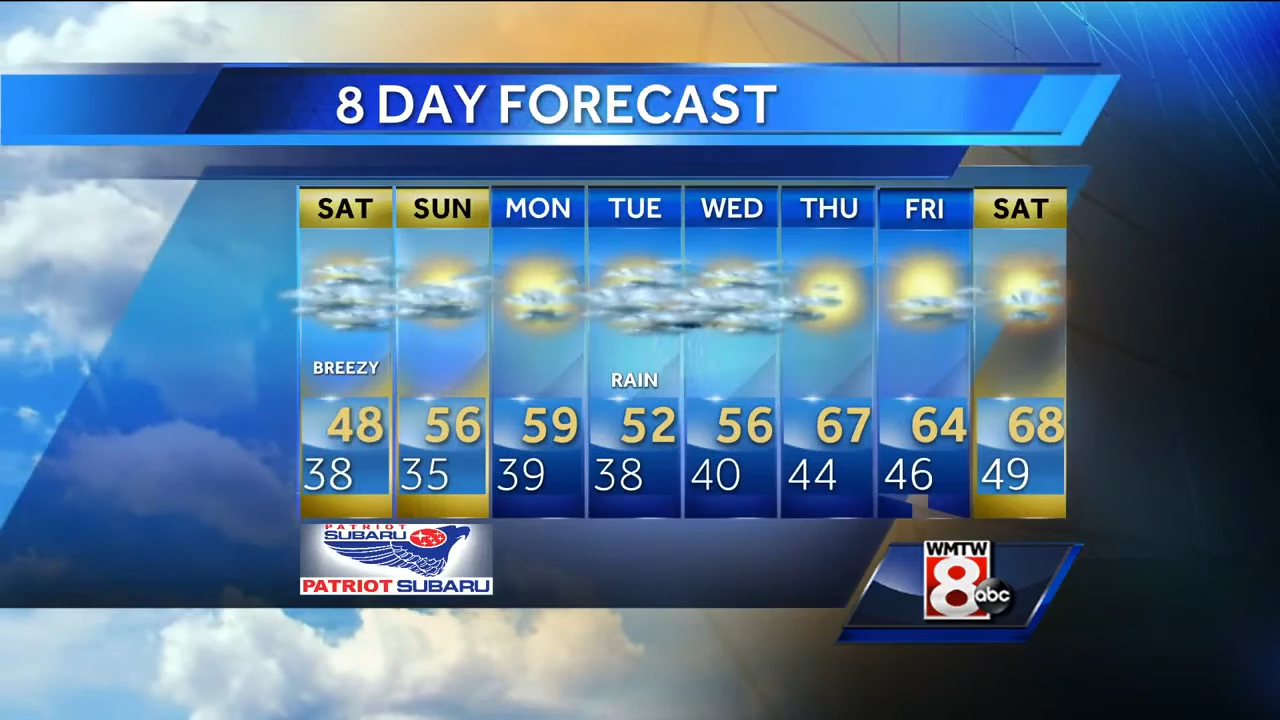 8 DAY FORECAST
SAT SUN MON TUE WED THU FRI SAT
BREEZY
RAIN
48 56 59 52 56 67 64 68
38 35 39 38 40 44 46 49
PATRIOT
SUBARU
PATRIOT SUBARU
WMTW
8
abc